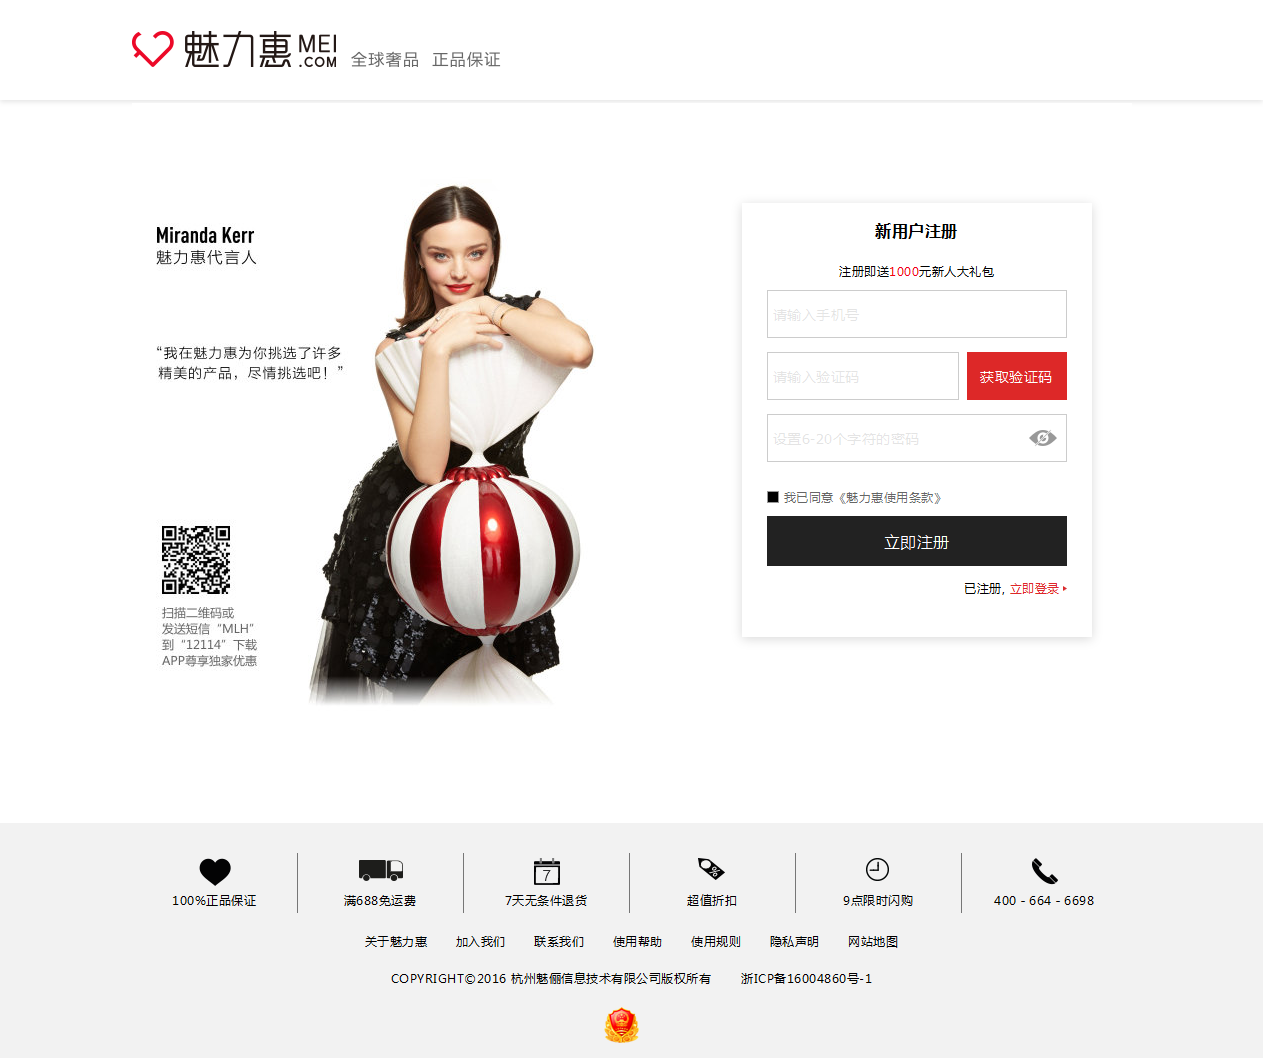 魅力惠 MEI
.COM
全球奢品 正品保证
Miranda Kerr
魅力惠代言人
“我在魅力惠为你挑选了许多
精美的产品，尽情挑选吧！”
扫描二维码或
发送短信“MLH”
到“12114”下载
APP尊享独家优惠
新用户注册
注册即送1000元新人大礼包
请输入手机号
请输入验证码
获取验证码
设置6-20个字符的密码
我已同意《魅力惠使用条款》
立即注册
已注册, 立即登录
100%正品保证
满688免运费
7
7天无条件退货
超值折扣
9点限时闪购
400 - 664 - 6698
关于魅力惠 加入我们 联系我们 使用帮助 使用规则 隐私声明 网站地图
COPYRIGHT©2016 杭州魅俪信息技术有限公司版权所有 浙ICP备16004860号-1